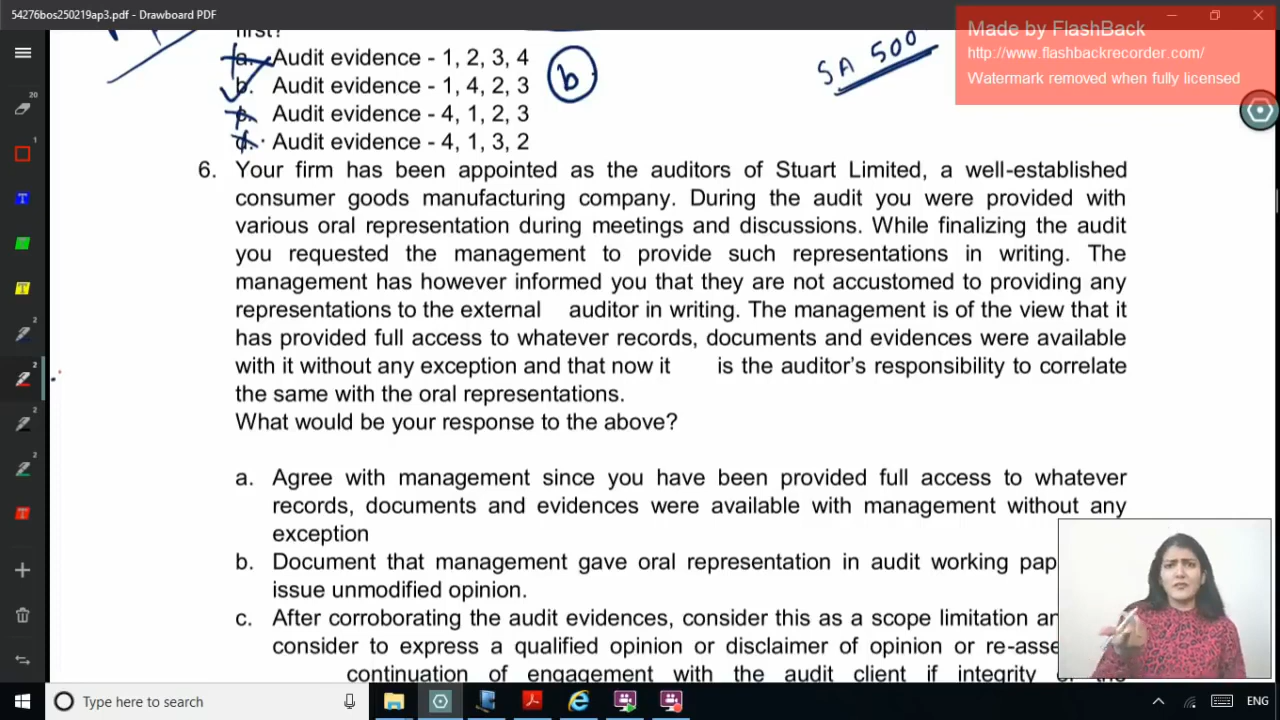 54276bos250219ap3.pdf - Drawboard PDF
Made by FlashBack
http://www.flashbackrecorder.com/
Watermark removed when fully licensed
first?
a. Audit evidence - 1, 2, 3, 4
b. Audit evidence - 1, 4, 2, 3
b
SA 500
c. Audit evidence - 4, 1, 2, 3
d. Audit evidence - 4, 1, 3, 2
6. Your firm has been appointed as the auditors of Stuart Limited, a well-established
consumer goods manufacturing company. During the audit you were provided with
various oral representation during meetings and discussions. While finalizing the audit
you requested the management to provide such representations in writing. The
management has however informed you that they are not accustomed to providing any
representations to the external auditor in writing. The management is of the view that it
has provided full access to whatever records, documents and evidences were available
with it without any exception and that now it is the auditor's responsibility to correlate
the same with the oral representations.
What would be your response to the above?
a. Agree with management since you have been provided full access to whatever
records, documents and evidences were available with management without any
exception
b. Document that management gave oral representation in audit working pap
issue unmodified opinion.
c. After corroborating the audit evidences, consider this as a scope limitation an
consider to express a qualified opinion or disclaimer of opinion or re-asse
continuation of engagement with the audit client if integrity
Type here to search
ENG